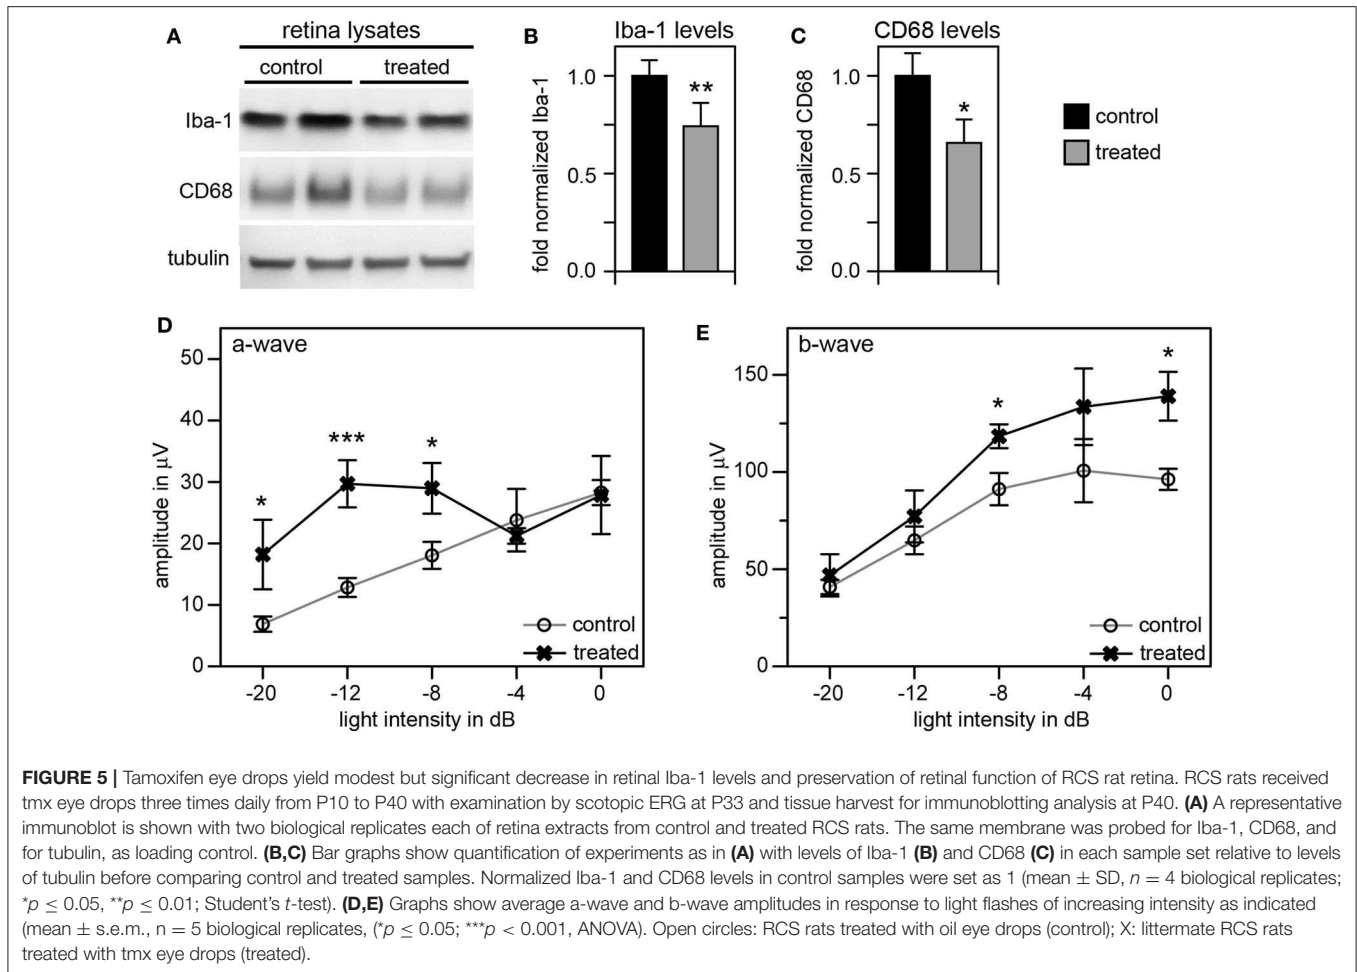 A
retina lysates
control treated
Iba-1
CD68
tubulin
B
Iba-1 levels
fold normalized Iba-1
1.0
0.5
0.0
**
C
CD68 levels
fold normalized CD68
1.0
0.5
0.0
*
control
treated
D
a-wave
amplitude in μV
50
40
30
20
10
0
* *** *
control
treated
-20 -12 -8 -4 0
light intensity in dB
E
b-wave
amplitude in μV
150
100
50
0
* *
control
treated
-20 -12 -8 -4 0
light intensity in dB
FIGURE 5 | Tamoxifen eye drops yield modest but significant decrease in retinal Iba-1 levels and preservation of retinal function of RCS rat retina. RCS rats received
tmx eye drops three times daily from P10 to P40 with examination by scotopic ERG at P33 and tissue harvest for immunoblotting analysis at P40. (A) A representative
immunoblot is shown with two biological replicates each of retina extracts from control and treated RCS rats. The same membrane was probed for Iba-1, CD68, and
for tubulin, as loading control. (B,C) Bar graphs show quantification of experiments as in (A) with levels of Iba-1 (B) and CD68 (C) in each sample set relative to levels
of tubulin before comparing control and treated samples. Normalized Iba-1 and CD68 levels in control samples were set as 1 (mean ± SD, n = 4 biological replicates;
*p ≤ 0.05, **p ≤ 0.01; Student's t-test). (D,E) Graphs show average a-wave and b-wave amplitudes in response to light flashes of increasing intensity as indicated
(mean ± s.e.m., n = 5 biological replicates, (*p ≤ 0.05; ***p < 0.001, ANOVA). Open circles: RCS rats treated with oil eye drops (control); X: littermate RCS rats
treated with tmx eye drops (treated).